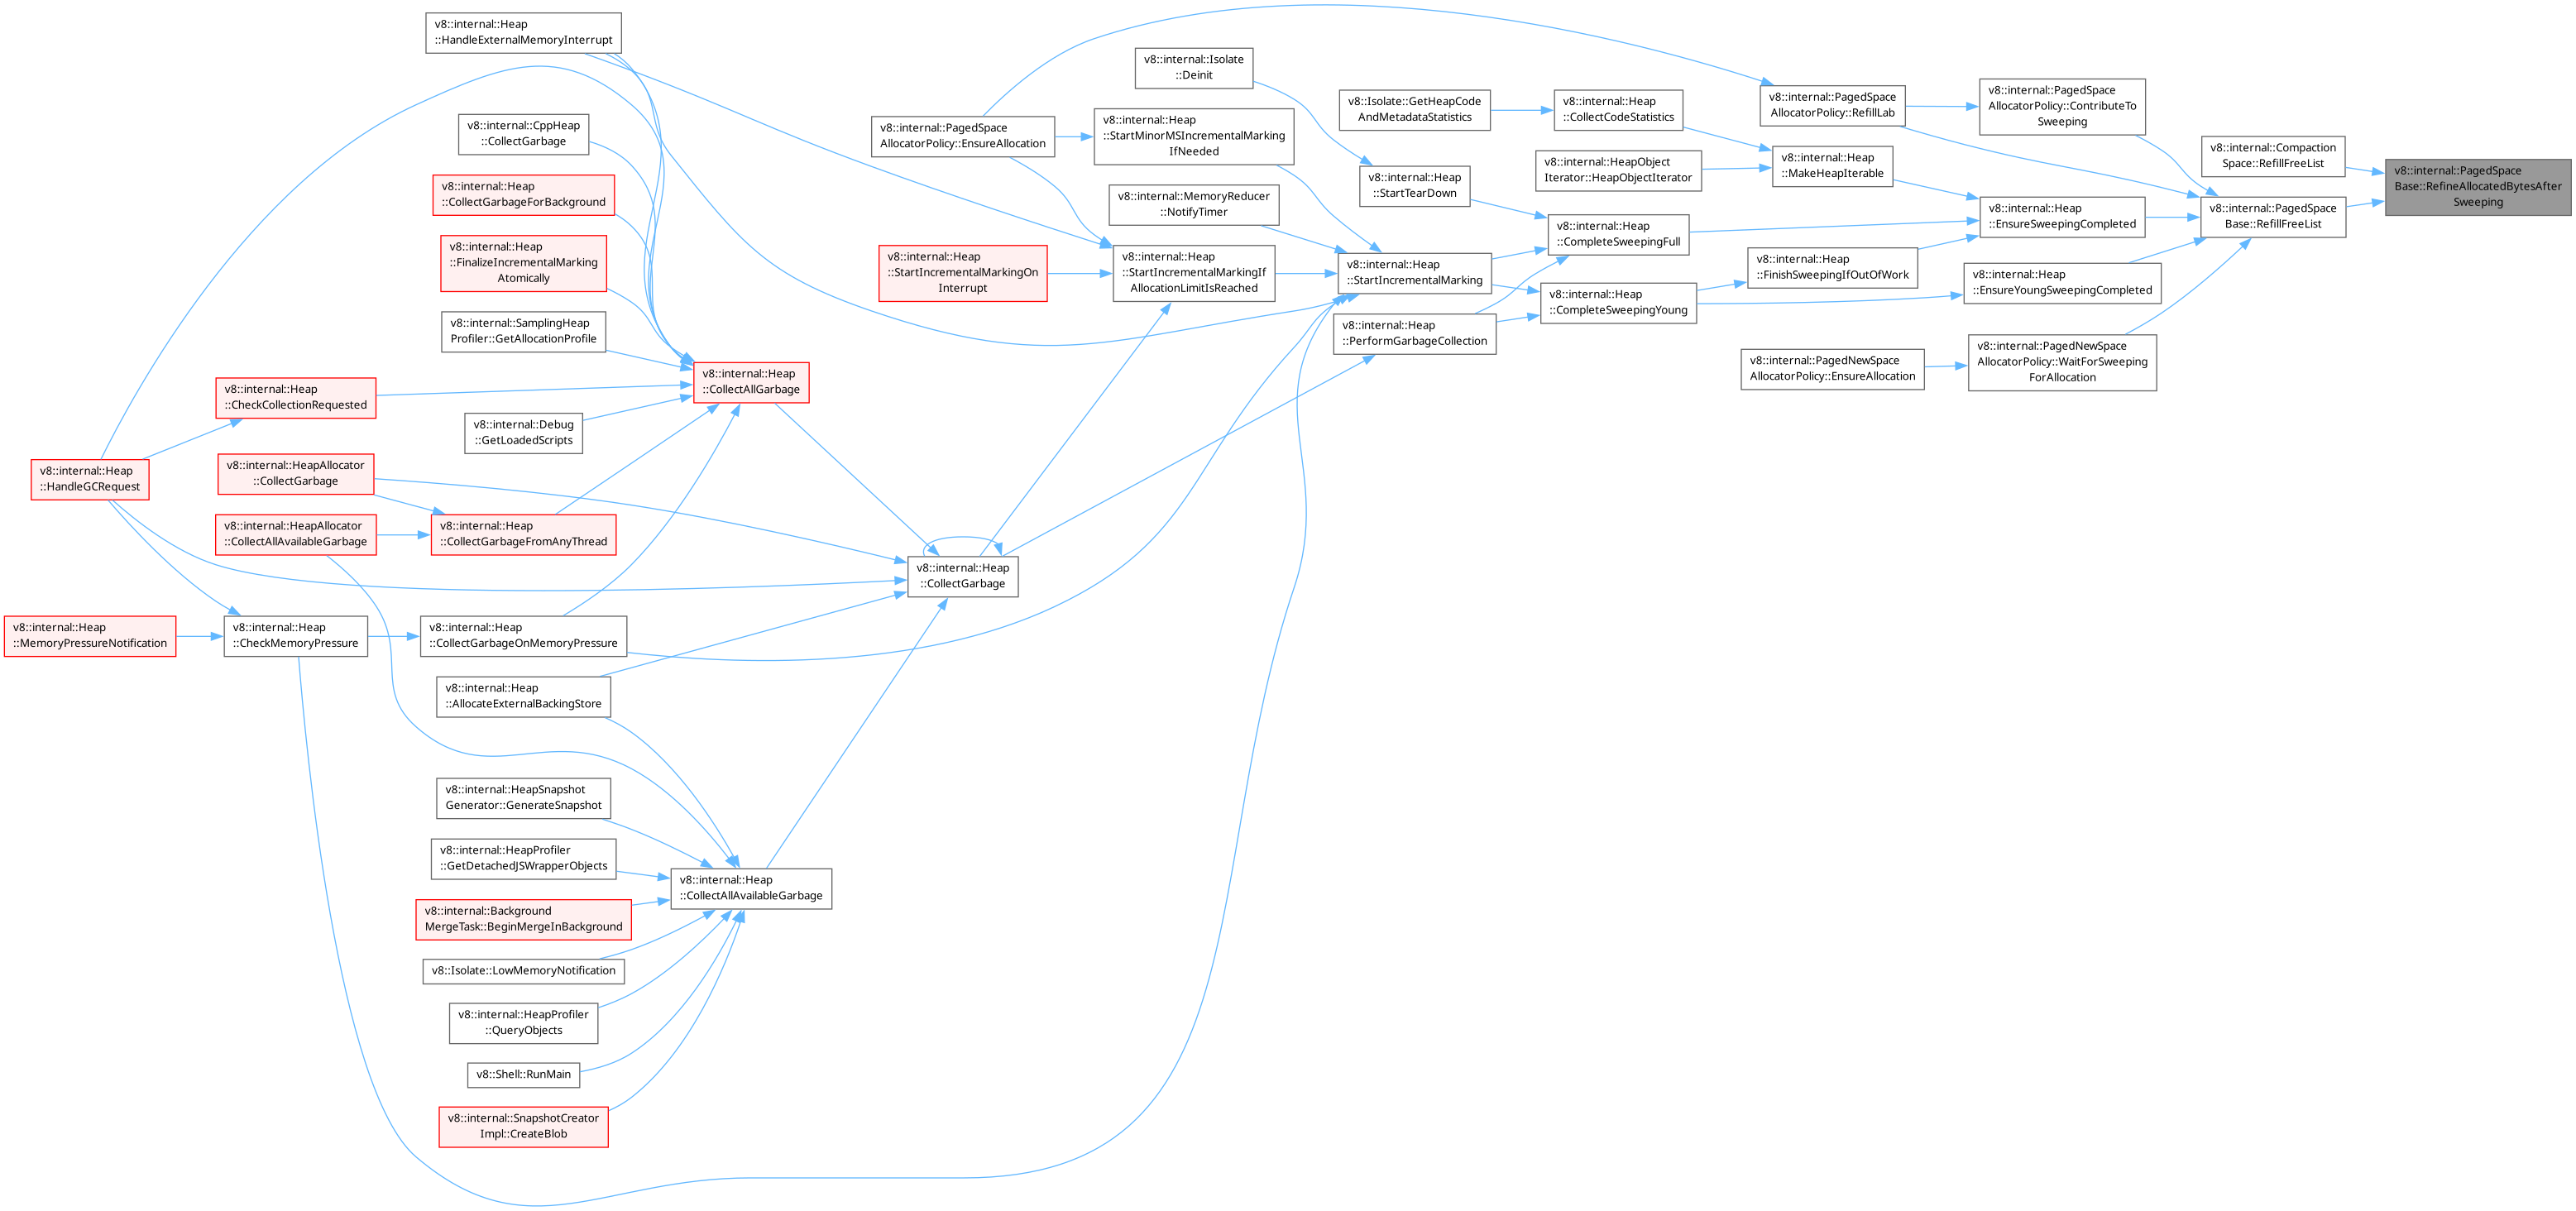 v8::internal::Heap
::HandleExternalMemoryInterrupt
v8::internal::CppHeap
::CollectGarbage
v8::internal::Heap
::CollectGarbageForBackground
v8::internal::Heap
::FinalizeIncrementalMarking
Atomically
v8::internal::SamplingHeap
Profiler::GetAllocationProfile
v8::internal::Heap
::CheckCollectionRequested
v8::internal::Debug
::GetLoadedScripts
v8::internal::Heap
::CollectAllGarbage
v8::internal::Heap
::HandleGCRequest
v8::internal::HeapAllocator
::CollectGarbage
v8::internal::HeapAllocator
::CollectAllAvailableGarbage
v8::internal::Heap
::CollectGarbageFromAnyThread
v8::internal::Heap
::MemoryPressureNotification
v8::internal::Heap
::CheckMemoryPressure
v8::internal::Heap
::CollectGarbageOnMemoryPressure
v8::internal::Heap
::AllocateExternalBackingStore
v8::internal::HeapSnapshot
Generator::GenerateSnapshot
v8::internal::HeapProfiler
::GetDetachedJSWrapperObjects
v8::internal::Background
MergeTask::BeginMergeInBackground
v8::Isolate::LowMemoryNotification
v8::internal::HeapProfiler
::QueryObjects
v8::Shell::RunMain
v8::internal::SnapshotCreator
Impl::CreateBlob
v8::internal::Heap
::CollectAllAvailableGarbage
v8::internal::Heap
::CollectGarbage
v8::internal::PagedSpace
AllocatorPolicy::EnsureAllocation
v8::internal::Heap
::StartIncrementalMarkingOn
Interrupt
v8::internal::Isolate
::Deinit
v8::internal::Heap
::StartMinorMSIncrementalMarking
IfNeeded
v8::internal::MemoryReducer
::NotifyTimer
v8::internal::Heap
::StartIncrementalMarkingIf
AllocationLimitIsReached
v8::Isolate::GetHeapCode
AndMetadataStatistics
v8::internal::Heap
::StartTearDown
v8::internal::Heap
::StartIncrementalMarking
v8::internal::Heap
::PerformGarbageCollection
v8::internal::Heap
::CollectCodeStatistics
v8::internal::HeapObject
Iterator::HeapObjectIterator
v8::internal::Heap
::CompleteSweepingFull
v8::internal::Heap
::CompleteSweepingYoung
v8::internal::PagedSpace
AllocatorPolicy::RefillLab
v8::internal::Heap
::MakeHeapIterable
v8::internal::Heap
::FinishSweepingIfOutOfWork
v8::internal::PagedNewSpace
AllocatorPolicy::EnsureAllocation
v8::internal::PagedSpace
AllocatorPolicy::ContributeTo
Sweeping
v8::internal::Heap
::EnsureSweepingCompleted
v8::internal::Heap
::EnsureYoungSweepingCompleted
v8::internal::PagedNewSpace
AllocatorPolicy::WaitForSweeping
ForAllocation
v8::internal::Compaction
Space::RefillFreeList
v8::internal::PagedSpace
Base::RefillFreeList
v8::internal::PagedSpace
Base::RefineAllocatedBytesAfter
Sweeping